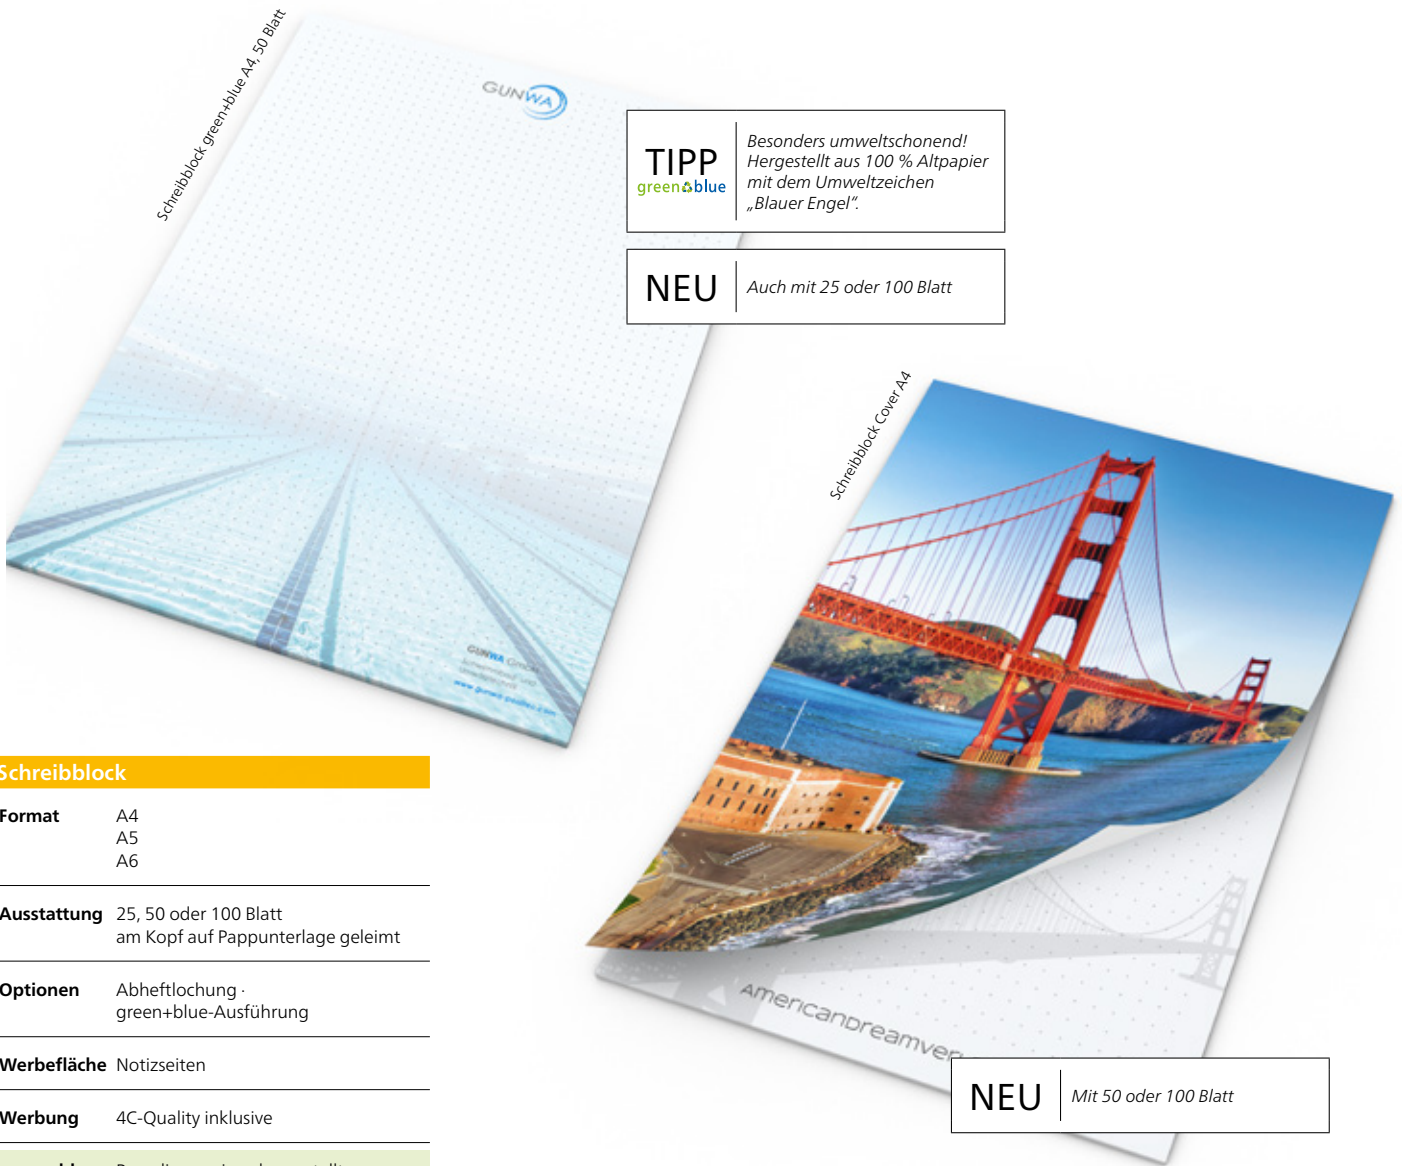 Schreibblock green+blue A4, 50 Blatt
GUNWA
TIPP
green+blue
Besonders umweltschonend!
Hergestellt aus 100 % Altpapier
mit dem Umweltzeichen
„Blauer Engel“.
NEU
Auch mit 25 oder 100 Blatt
Schreibblock Cover A4
GUNWA GmbH
Schreibblock
Format A4
A5
A6
Ausstattung 25, 50 oder 100 Blatt
am Kopf auf Pappunterlage geleimt
Optionen Abheftlochung ·
green+blue-Ausführung
Werbefläche Notizseiten
Werbung 4C-Quality inklusive
Americandreamver
NEU
Mit 50 oder 100 Blatt